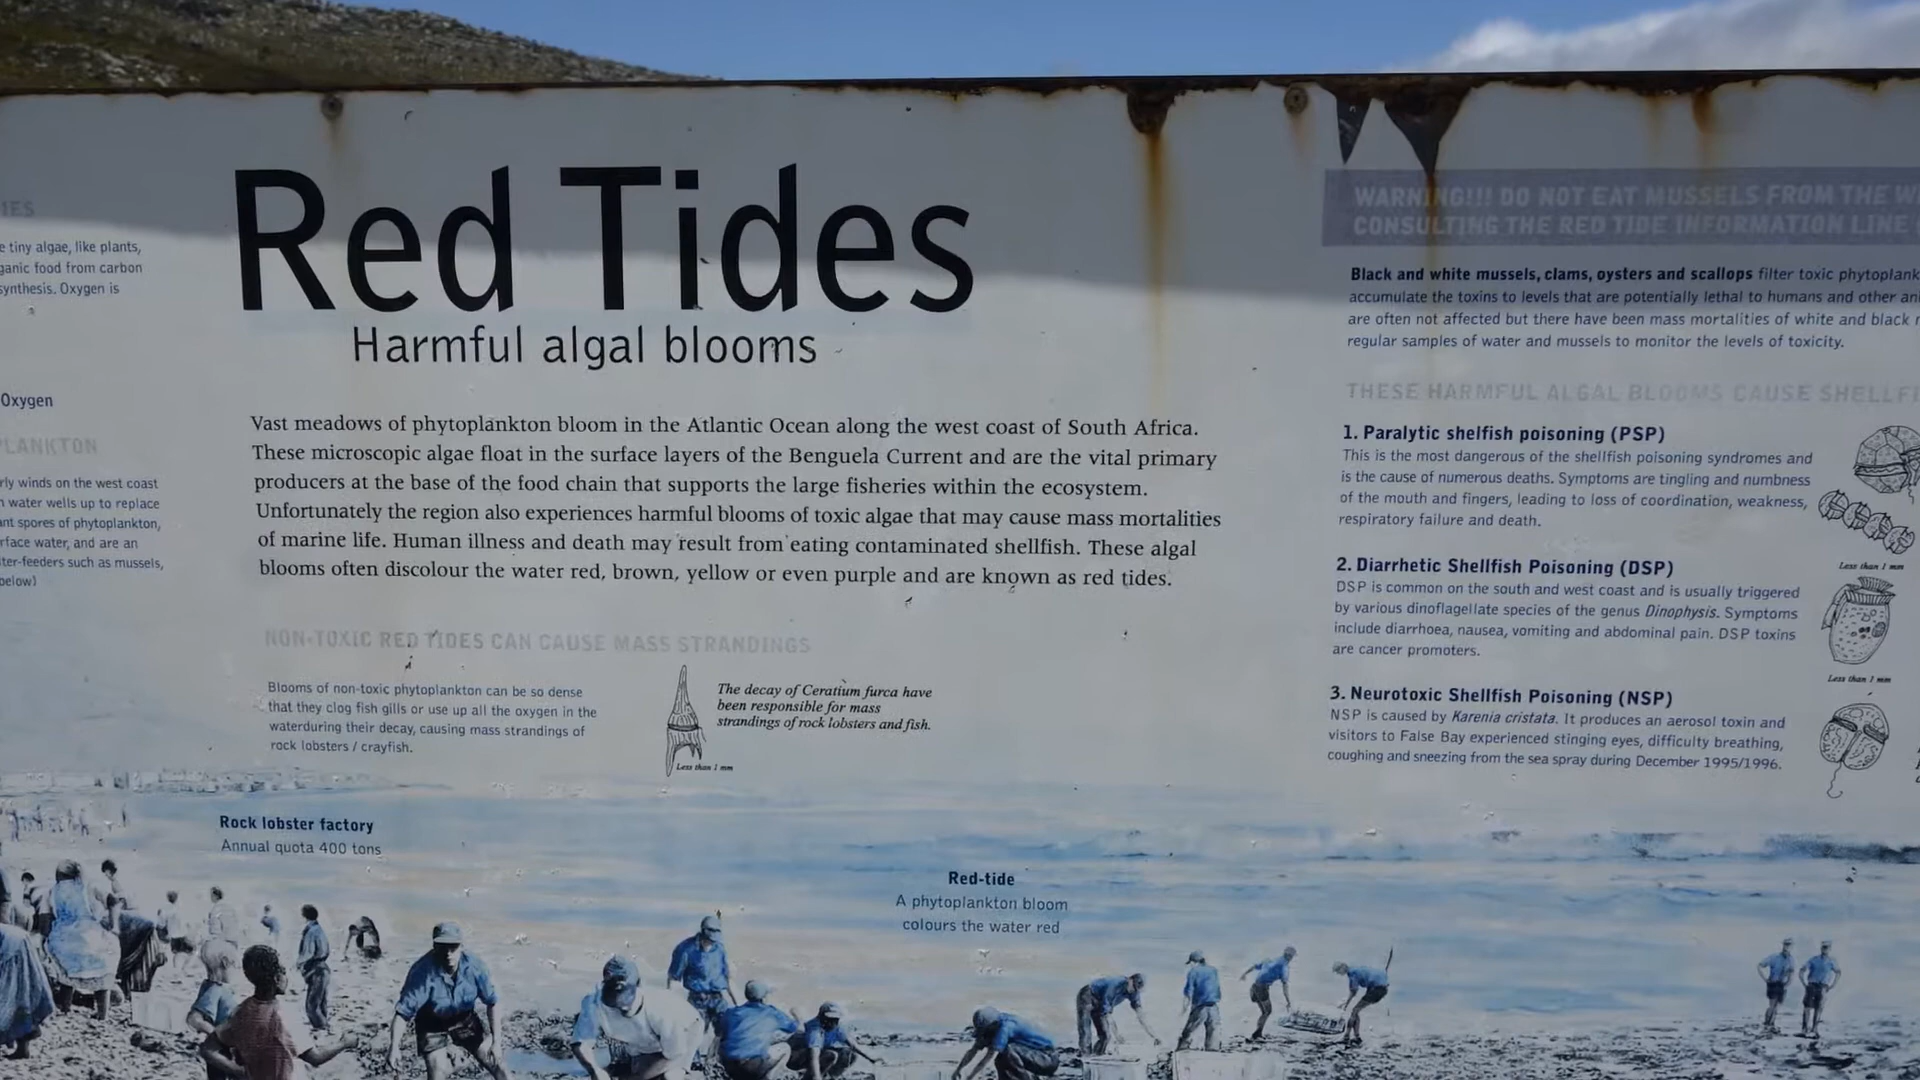 IES
e tiny algae, like plants,
ganic food from carbon
synthesis. Oxygen is
Oxygen
PLANKTON
rly winds on the west coast
n water wells up to replace
ant spores of phytoplankton,
rface water, and are an
ter-feeders such as mussels,
below)
Red Tides
Harmful algal blooms
Vast meadows of phytoplankton bloom in the Atlantic Ocean along the west coast of South Africa.
These microscopic algae float in the surface layers of the Benguela Current and are the vital primary
producers at the base of the food chain that supports the large fisheries within the ecosystem.
Unfortunately the region also experiences harmful blooms of toxic algae that may cause mass mortalities
of marine life. Human illness and death may result from eating contaminated shellfish. These algal
blooms often discolour the water red, brown, yellow or even purple and are known as red tides.
NON-TOXIC RED TIDES CAN CAUSE MASS STRANDINGS
Blooms of non-toxic phytoplankton can be so dense
that they clog fish gills or use up all the oxygen in the
waterduring their decay, causing mass strandings of
rock lobsters / crayfish.
The decay of Ceratium furca have
been responsible for mass
strandings of rock lobsters and fish.
Less than 1 mm
Rock lobster factory
Annual quota 400 tons
Red-tide
A phytoplankton bloom
colours the water red
WARNING!!! DO NOT EAT MUSSELS FROM THE W
CONSULTING THE RED TIDE INFORMATION LINE
Black and white mussels, clams, oysters and scallops filter toxic phytoplank
accumulate the toxins to levels that are potentially lethal to humans and other an
are often not affected but there have been mass mortalities of white and black
regular samples of water and mussels to monitor the levels of toxicity.
THESE HARMFUL ALGAL BLOOMS CAUSE SHELLFI
1. Paralytic shelfish poisoning (PSP)
This is the most dangerous of the shellfish poisoning syndromes and
is the cause of numerous deaths. Symptoms are tingling and numbness
of the mouth and fingers, leading to loss of coordination, weakness,
respiratory failure and death.
Less than 1 mm
2. Diarrhetic Shellfish Poisoning (DSP)
DSP is common on the south and west coast and is usually triggered
by various dinoflagellate species of the genus Dinophysis. Symptoms
include diarrhoea, nausea, vomiting and abdominal pain. DSP toxins
are cancer promoters.
Less than 1 mm
3. Neurotoxic Shellfish Poisoning (NSP)
NSP is caused by Karenia cristata. It produces an aerosol toxin and
visitors to False Bay experienced stinging eyes, difficulty breathing,
coughing and sneezing from the sea spray during December 1995/1996.